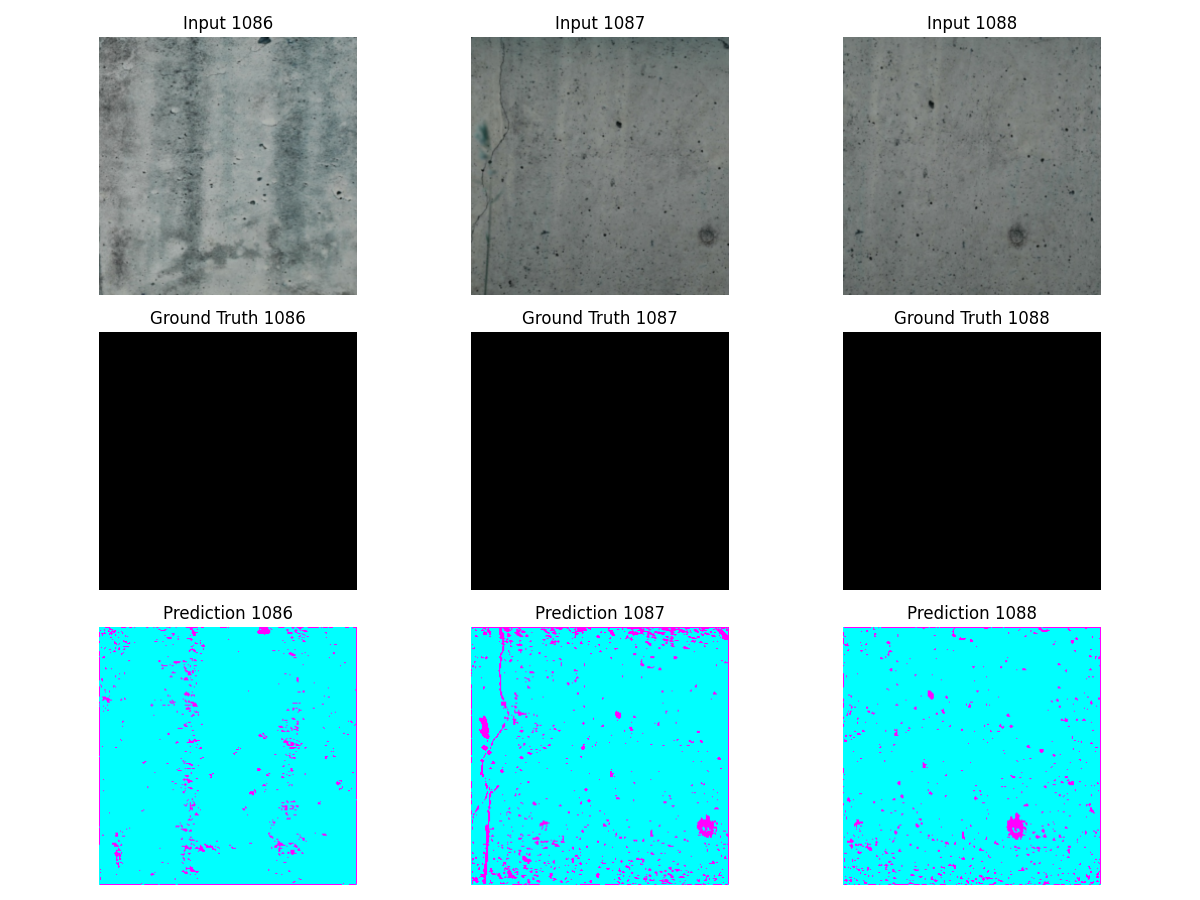 Input 1086
Input 1087
Input 1088
Ground Truth 1086
Ground Truth 1087
Ground Truth 1088
Prediction 1086
Prediction 1087
Prediction 1088